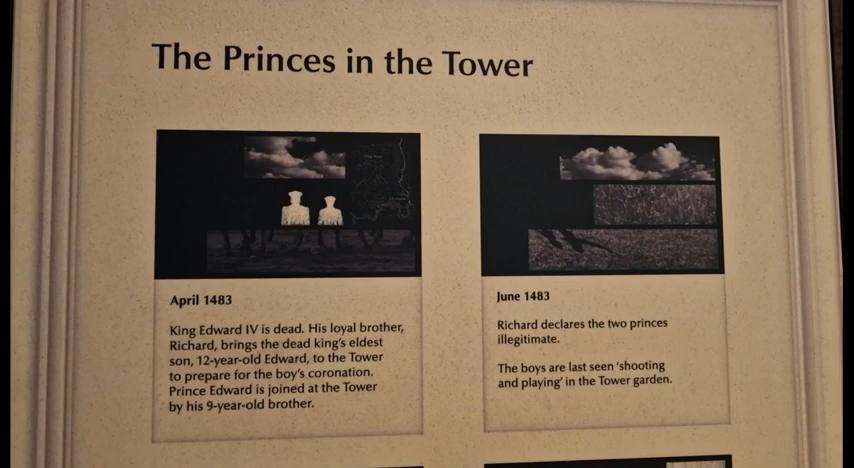 The Princes in the Tower
April 1483
King Edward IV is dead. His loyal brother,
Richard, brings the dead king's eldest
son, 12-year-old Edward, to the Tower
to prepare for the boy's coronation.
Prince Edward is joined at the Tower
by his 9-year-old brother.
June 1483
Richard declares the two princes
illegitimate.
The boys are last seen 'shooting
and playing' in the Tower garden.